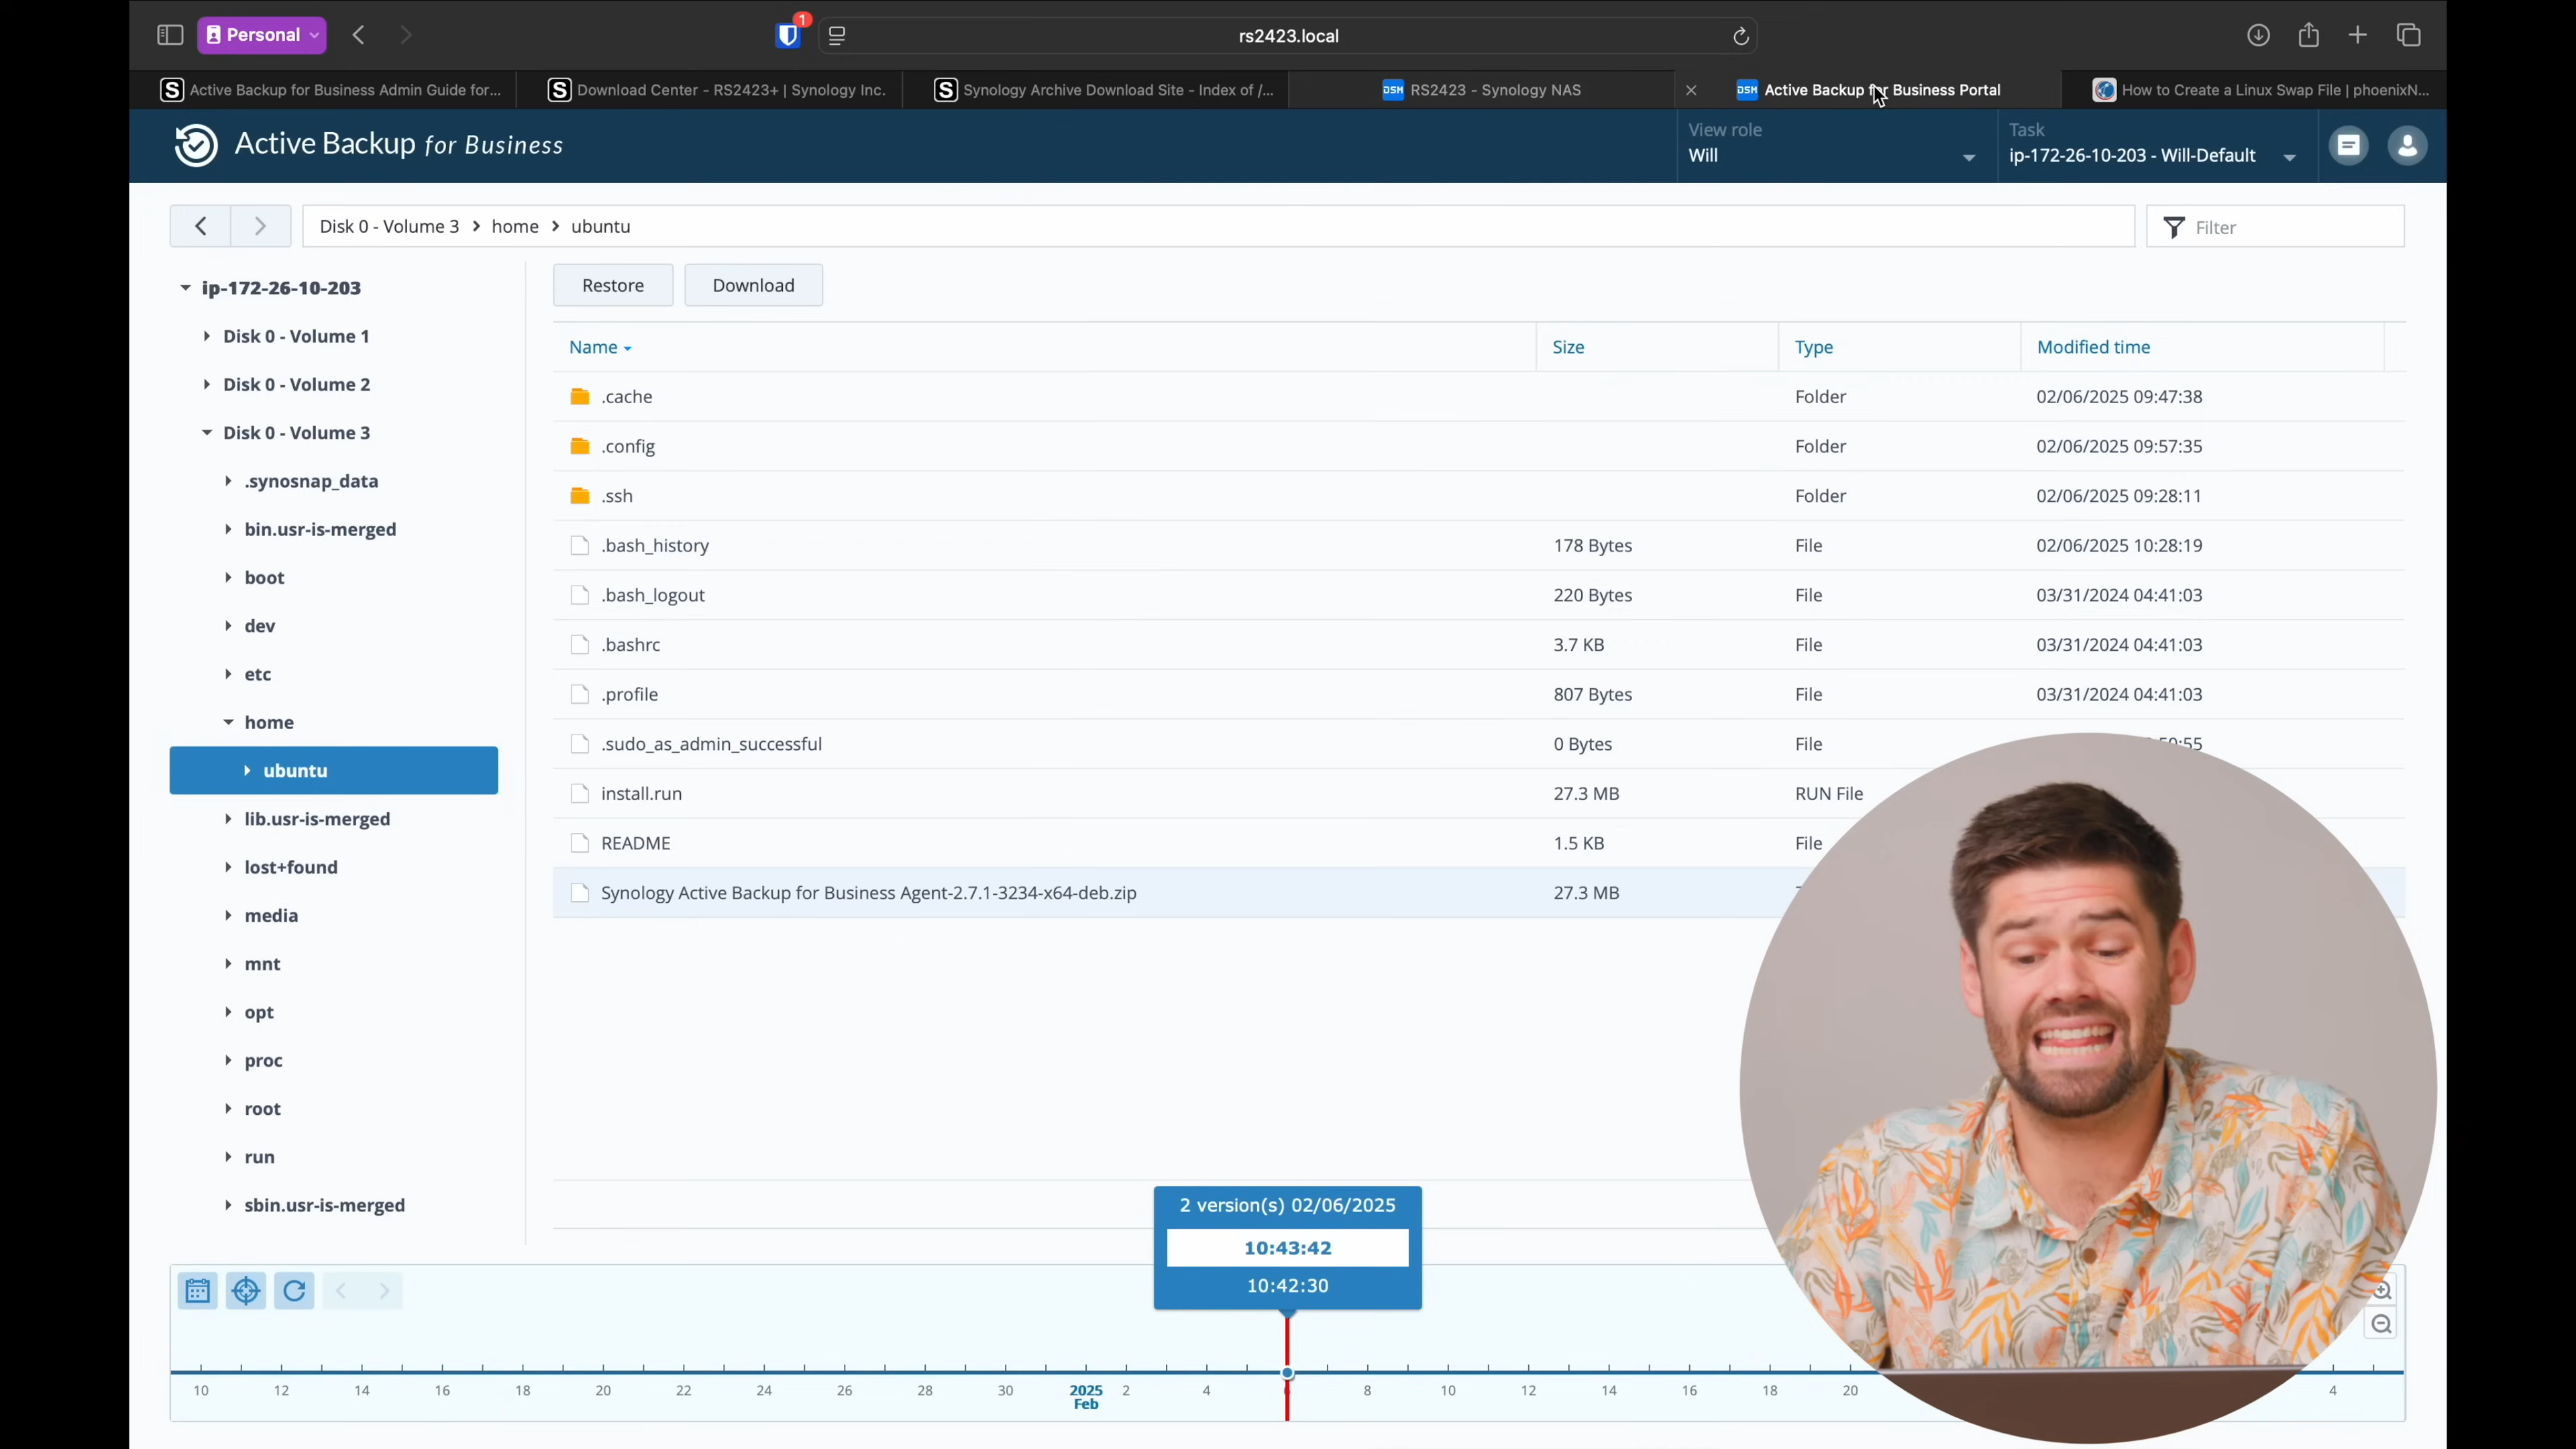 Personal
1
rs2423.local
Active Backup for Business Admin Guide for...
Download Center - RS2423+ | Synology Inc.
Synology Archive Download Site - Index of /...
DSM RS2423 - Synology NAS
DSM Active Backup for Business Portal
How to Create a Linux Swap File | phoenixN...
Active Backup for Business
View role
Will
Task
ip-172-26-10-203 - Will-Default
Disk 0 - Volume 3 > home > ubuntu
Filter
ip-172-26-10-203
Disk 0 - Volume 1
Disk 0 - Volume 2
Disk 0 - Volume 3
.synosnap_data
bin.usr-is-merged
boot
dev
etc
home
ubuntu
lib.usr-is-merged
lost+found
media
mnt
opt
proc
root
run
sbin.usr-is-merged
Restore Download
Name Size Type Modified time
.cache Folder 02/06/2025 09:47:38
.config Folder 02/06/2025 09:57:35
.ssh Folder 02/06/2025 09:28:11
.bash_history 178 Bytes File 02/06/2025 10:28:19
.bash_logout 220 Bytes File 03/31/2024 04:41:03
.bashrc 3.7 KB File 03/31/2024 04:41:03
.profile 807 Bytes File 03/31/2024 04:41:03
.sudo_as_admin_successful 0 Bytes File
install.run 27.3 MB RUN File
README 1.5 KB File
Synology Active Backup for Business Agent-2.7.1-3234-x64-deb.zip 27.3 MB
2 version(s) 02/06/2025
10:43:42
10:42:30
10 12 14 16 18 20 22 24 26 28 30 2025 2 4 8 10 12 14 16 18 20 4
Feb